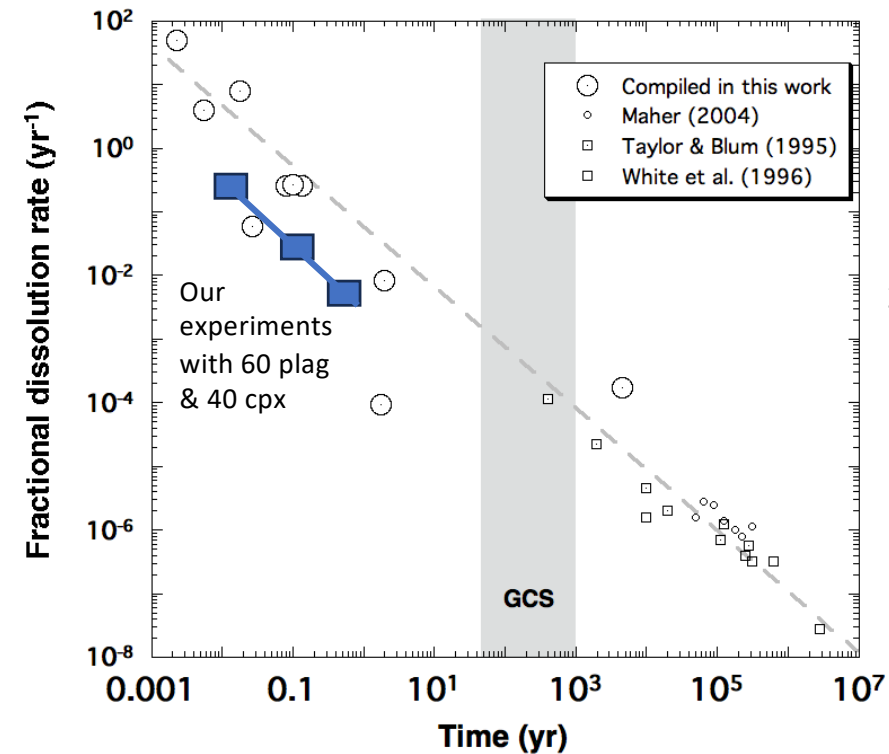 10²
10⁰
10⁻²
10⁻⁴
10⁻⁶
10⁻⁸
Fractional dissolution rate (yr⁻¹)
Compiled in this work
Maher (2004)
Taylor & Blum (1995)
White et al. (1996)
Our
experiments
with 60 plag
& 40 cpx
GCS
0.001 0.1 10¹ 10³ 10⁵ 10⁷
Time (yr)